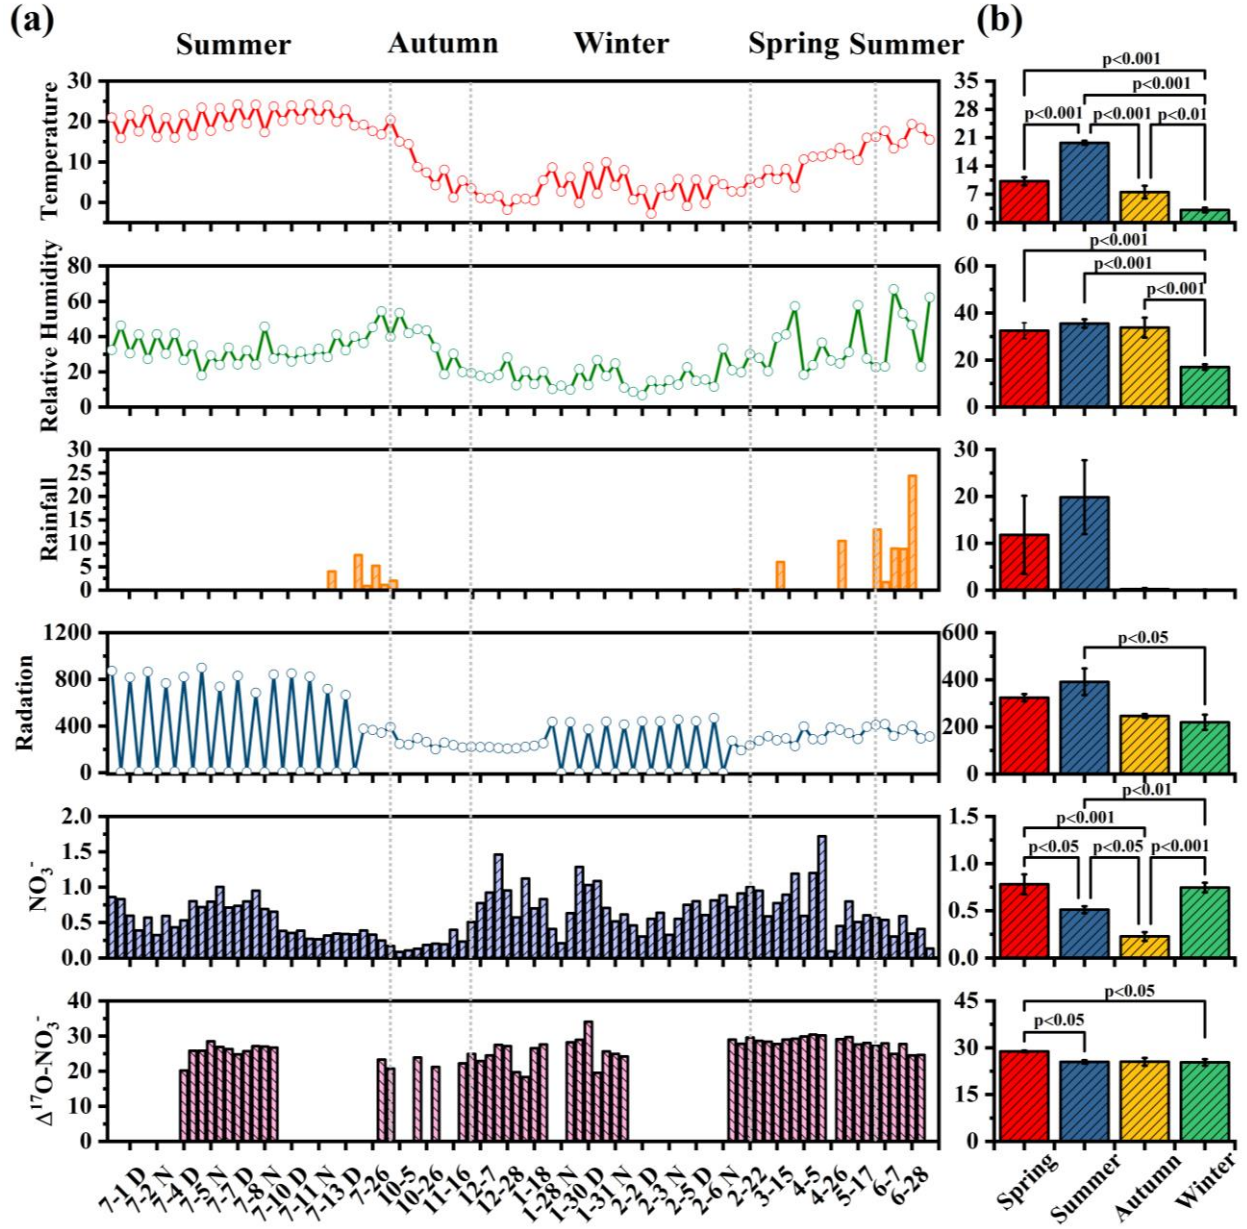 (a)
(b)
Summer Autumn Winter Spring Summer
Temperature
30
20
10
0
35
28
21
14
7
0
p<0.001
p<0.001
p<0.001 p<0.001 p<0.01
Relative Humidity
80
60
40
20
0
60
40
20
0
p<0.001
p<0.001
p<0.001
Rainfall
30
25
20
15
10
5
0
30
20
10
0
Radation
1200
800
400
0
600
400
200
0
p<0.05
NO₃⁻
2.0
1.5
1.0
0.5
0.0
1.5
1.0
0.5
0.0
p<0.01
p<0.001
p<0.05 p<0.05 p<0.001
Δ¹⁷O-NO₃⁻
40
30
20
10
0
45
30
15
0
p<0.05
p<0.05
7-1 D
7-2 N
7-4 D
7-5 N
7-7 D
7-8 N
7-10 D
7-11 N
7-13 D
7-26
10-5
10-26
11-16
12-7
12-28
1-18
1-28 N
1-30 D
1-31 N
2-2 D
2-3 N
2-5 D
2-6 N
2-22
3-15
4-5
4-26
5-17
6-7
6-28
Spring
Summer
Autumn
Winter